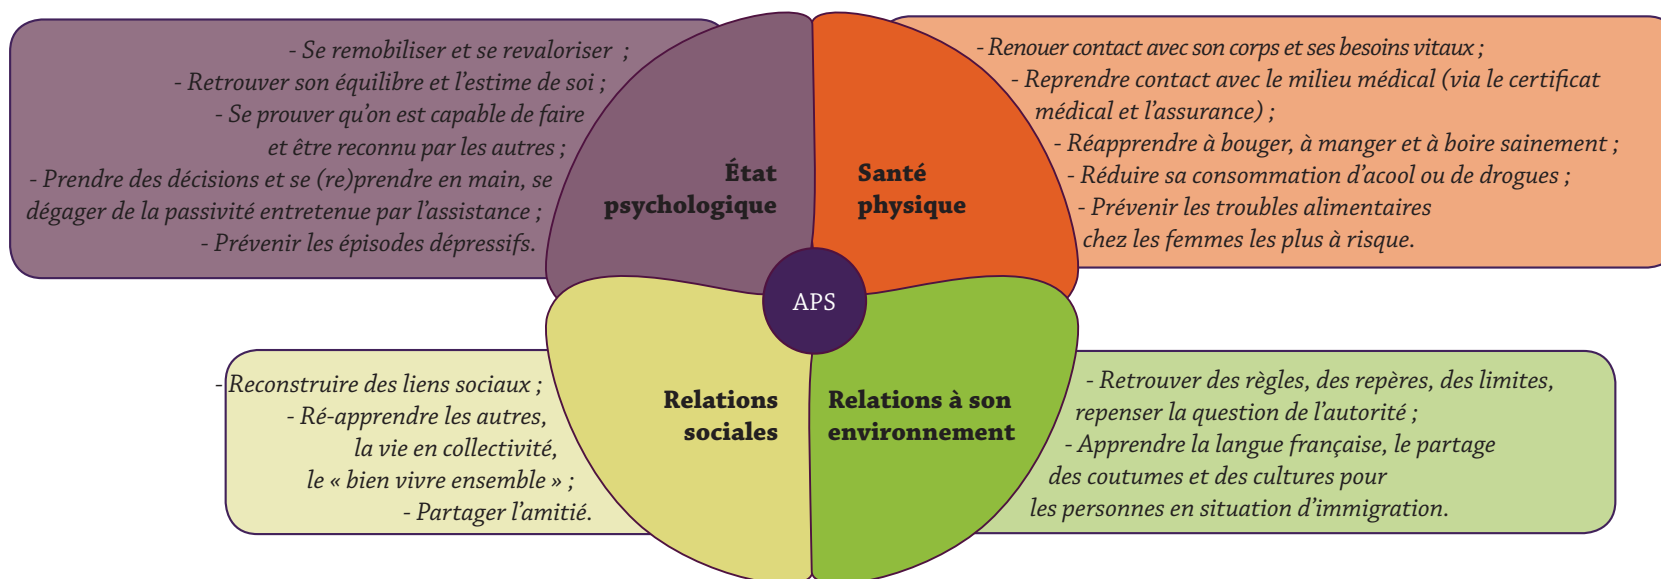 - Se remobiliser et se revaloriser ;
- Retrouver son équilibre et l'estime de soi ;
- Se prouver qu'on est capable de faire
et être reconnu par les autres ;
- Prendre des décisions et se (re)prendre en main, se
dégager de la passivité entretenue par l'assistance ;
- Prévenir les épisodes dépressifs.
État
psychologique
Santé
physique
- Renouer contact avec son corps et ses besoins vitaux ;
- Reprendre contact avec le milieu médical (via le certificat
médical et l'assurance) ;
- Réapprendre à bouger, à manger et à boire sainement ;
- Réduire sa consommation d'acool ou de drogues ;
- Prévenir les troubles alimentaires
chez les femmes les plus à risque.
APS
- Reconstruire des liens sociaux ;
- Ré-apprendre les autres,
la vie en collectivité,
le « bien vivre ensemble » ;
- Partager l'amitié.
Relations
sociales
Relations à son
environnement
- Retrouver des règles, des repères, des limites,
repenser la question de l'autorité ;
- Apprendre la langue française, le partage
des coutumes et des cultures pour
les personnes en situation d'immigration.